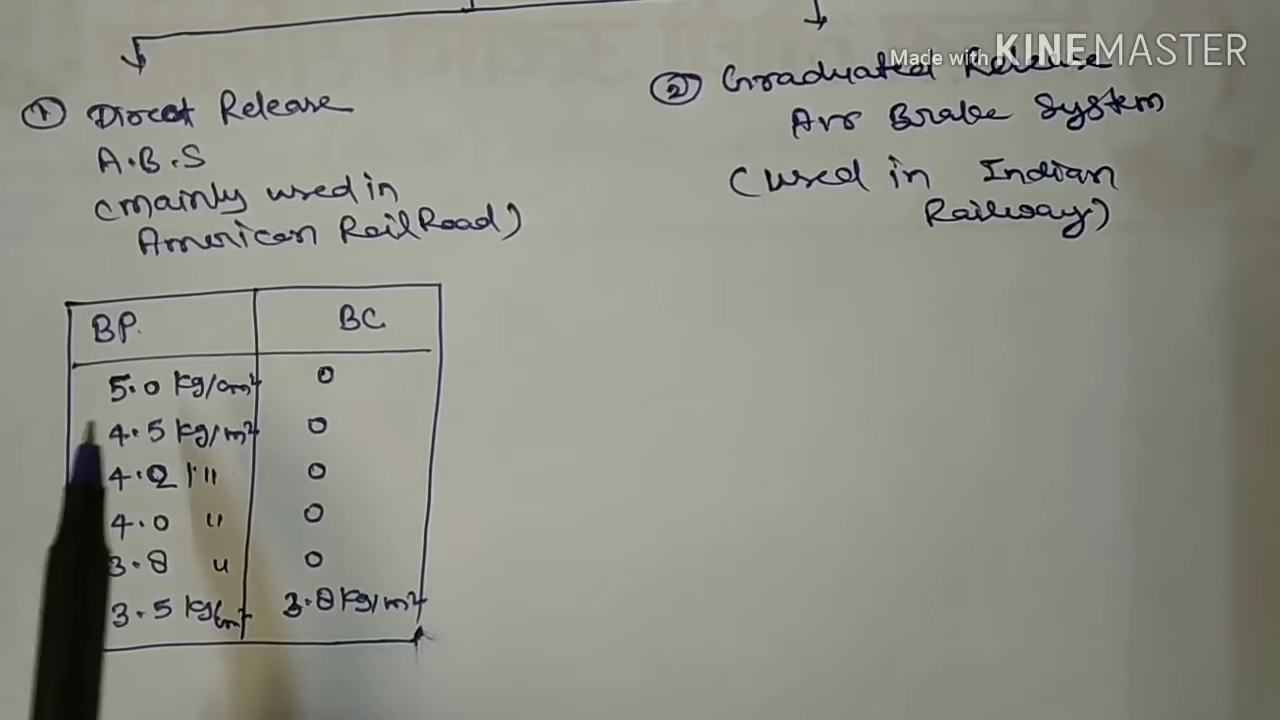 Made with KINEMASTER
① Direct Release
A.B.S
(mainly used in
American RailRoad)
② Graduated Release
Air Brake System
(used in Indian
Railway)
BP. BC
5.0 kg/cm² 0
4.5 kg/m² 0
4.2 " 0
4.0 " 0
3.8 " 0
3.5 kg/cm² 3.8 kg/m²